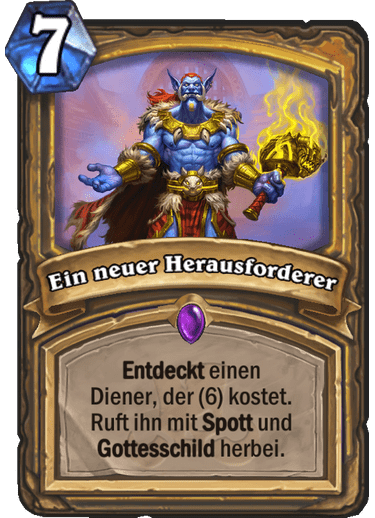 7
Ein neuer Herausforderer
Entdeckt einen
Diener, der (6) kostet.
Ruft ihn mit Spott und
Gottesschild herbei.